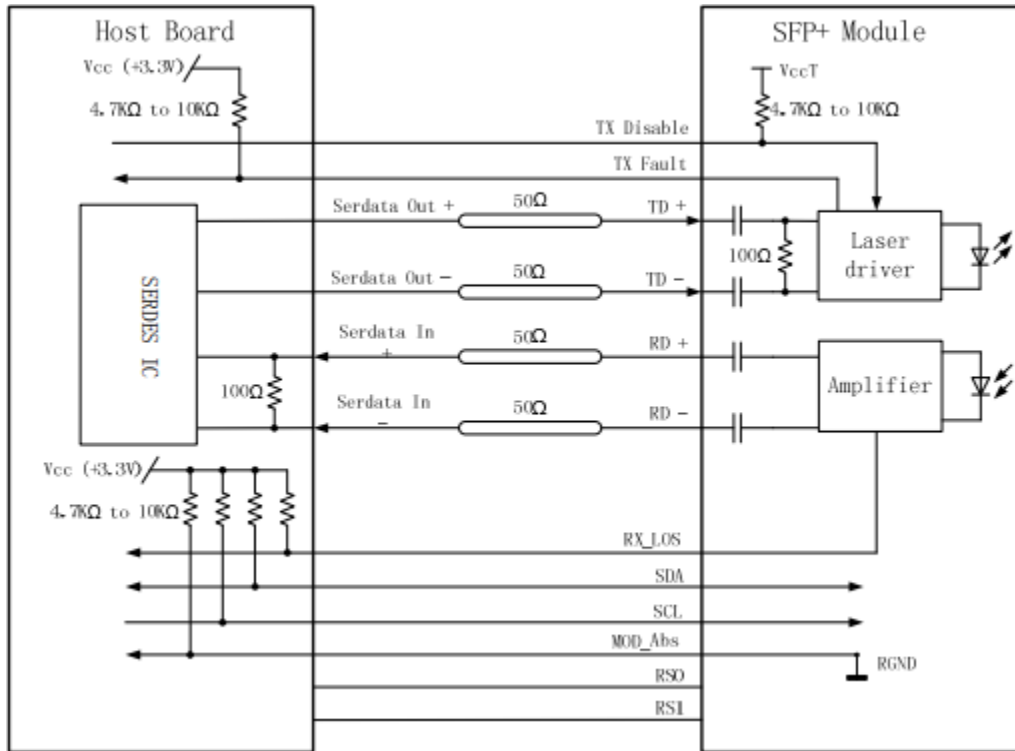 Host Board
Vcc (+3.3V)
4.7KΩ to 10KΩ
SFP+ Module
VccT
4.7KΩ to 10KΩ
TX Disable
TX Fault
Serdata Out +
50Ω
TD +
Serdata Out -
50Ω
TD -
100Ω
Laser
driver
SERDES IC
Serdata In
+
50Ω
RD +
100Ω
Serdata In
-
50Ω
RD -
Amplifier
Vcc (+3.3V)
4.7KΩ to 10KΩ
RX_LOS
SDA
SCL
MOD_Abs
RGND
RS0
RS1